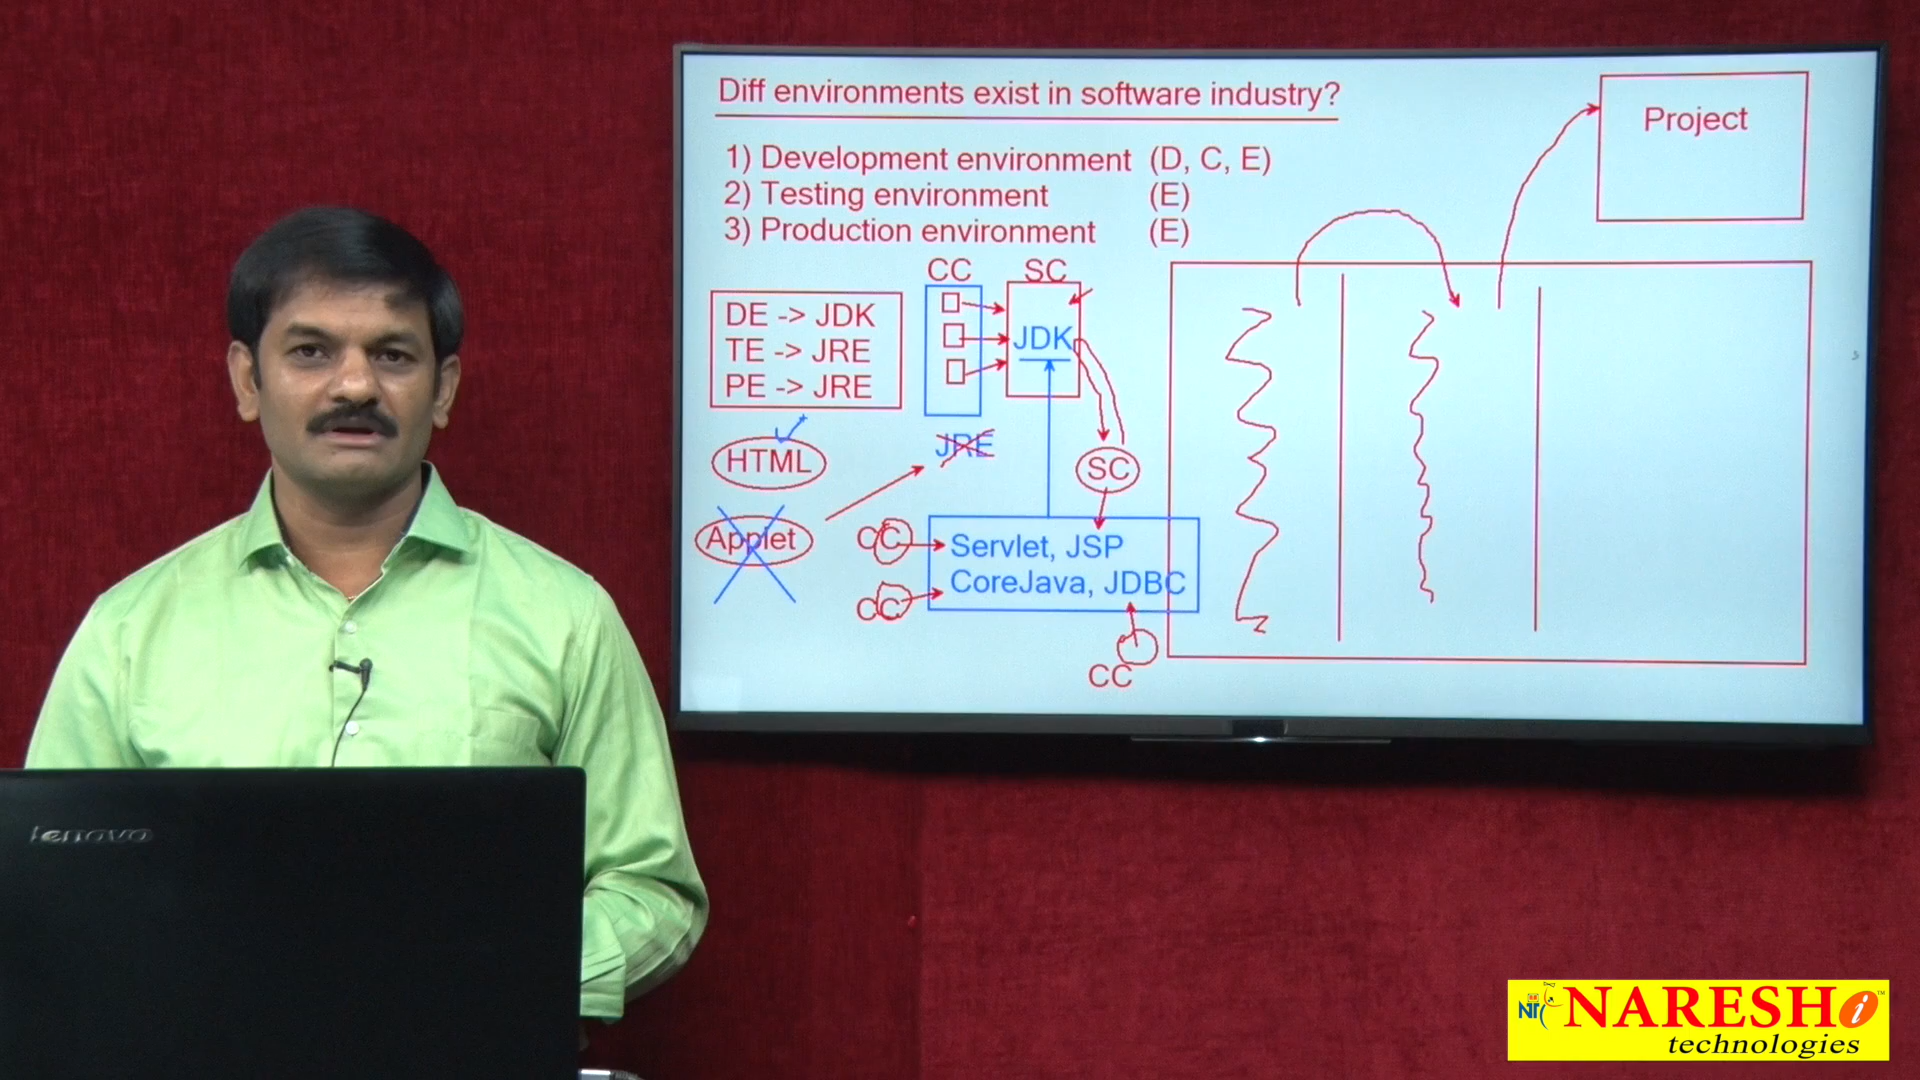 Diff environments exist in software industry?
1) Development environment (D, C, E)
2) Testing environment (E)
3) Production environment (E)
Project
CC SC
DE -> JDK
TE -> JRE
PE -> JRE
JDK
HTML
JRE
SC
Applet
CC
Servlet, JSP
CC
CoreJava, JDBC
CC
lenovo
NARESH i ™
technologies
NT